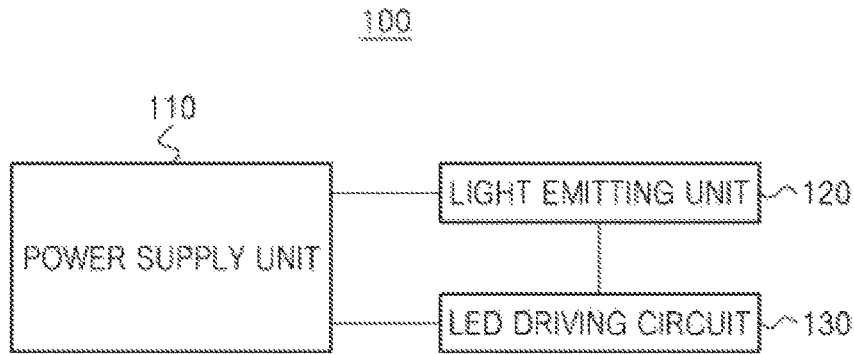 100
110
LIGHT EMITTING UNIT 120
POWER SUPPLY UNIT
LED DRIVING CIRCUIT 130